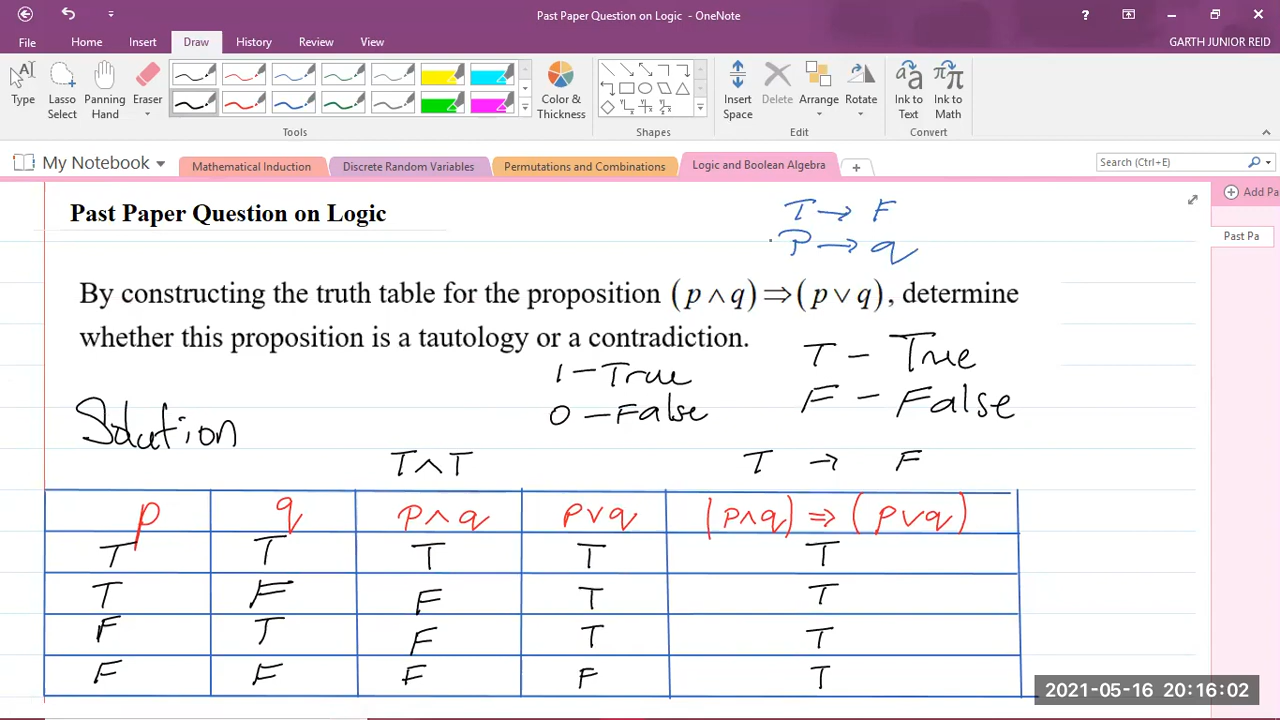 Past Paper Question on Logic - OneNote
?
GARTH JUNIOR REID
File Home Insert Draw History Review View
Type
Lasso Select
Panning Hand
Eraser
Color & Thickness
Insert Space
Delete
Arrange
Rotate
Ink to Text
Ink to Math
Tools
Shapes
Edit
Convert
My Notebook
Mathematical Induction
Discrete Random Variables
Permutations and Combinations
Logic and Boolean Algebra
Search (Ctrl+E)
Add Pa
Past Pa
Past Paper Question on Logic
T → F
P → q
By constructing the truth table for the proposition (p ∧ q) ⇒ (p ∨ q), determine
whether this proposition is a tautology or a contradiction.
1 – True
0 – False
T – True
F – False
Solution
T ∧ T
T → F
p q p ∧ q p ∨ q (p ∧ q) ⇒ (p ∨ q)
T T T T T
T F F T T
F T F T T
F F F F T
2021-05-16 20:16:02